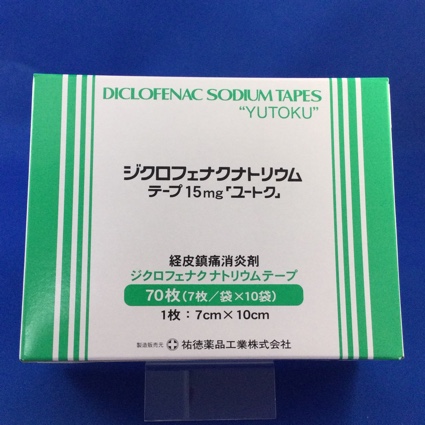 DICLOFENAC SODIUM TAPES
"YUTOKU"
ジクロフェナクナトリウム
テープ15mg「ユートク」
経皮鎮痛消炎剤
ジクロフェナクナトリウムテープ
70枚(7枚/袋×10袋)
1枚:7cm×10cm
製造販売元 祐徳薬品工業株式会社